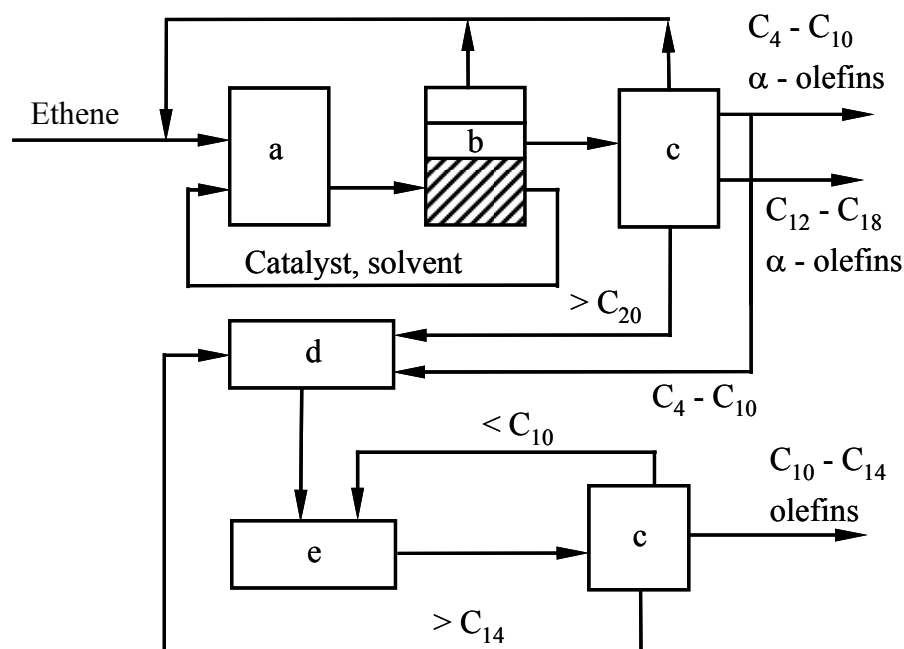 C₄ - C₁₀
α - olefins
Ethene
a
b
c
C₁₂ - C₁₈
α - olefins
Catalyst, solvent
> C₂₀
d
C₄ - C₁₀
< C₁₀
C₁₀ - C₁₄
olefins
e
c
> C₁₄